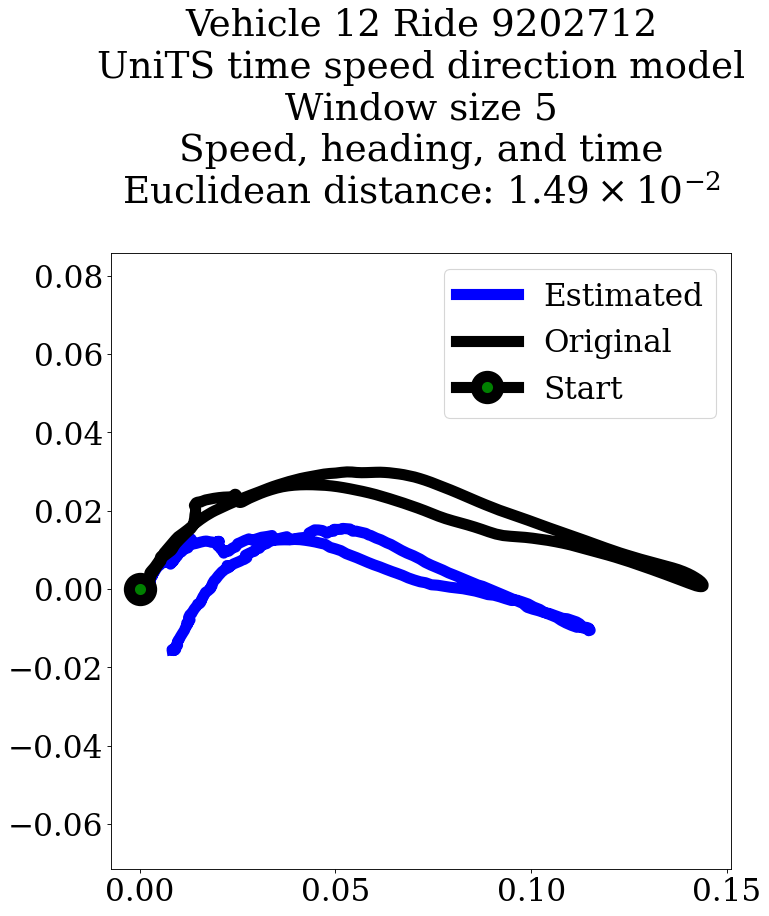 Vehicle 12 Ride 9202712
UniTS time speed direction model
Window size 5
Speed, heading, and time
Euclidean distance: 1.49 × 10⁻²
0.08
0.06
0.04
0.02
0.00
−0.02
−0.04
−0.06
Estimated
Original
Start
0.00 0.05 0.10 0.15